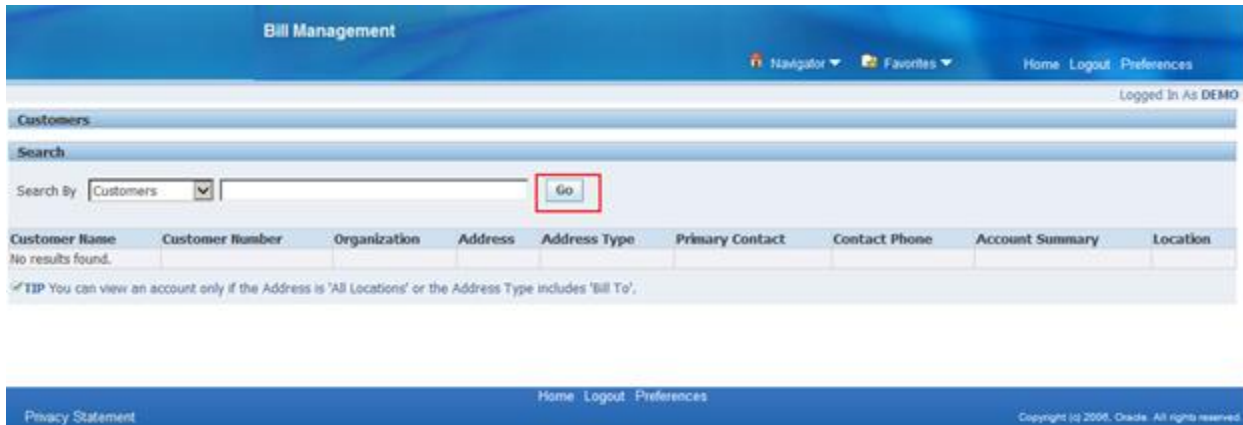 Bill Management
Navigator Favorites Home Logout Preferences
Logged In As DEMO
Customers
Search
Search By Customers Go
Customer Name Customer Number Organization Address Address Type Primary Contact Contact Phone Account Summary Location
No results found.
TIP You can view an account only if the Address is 'All Locations' or the Address Type includes 'Bill To'.
Home Logout Preferences
Privacy Statement Copyright (c) 2006, Oracle. All rights reserved.